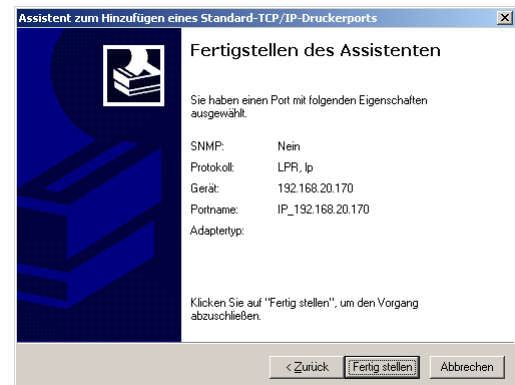 Assistent zum Hinzufügen eines Standard-TCP/IP-Druckerports
Fertigstellen des Assistenten
Sie haben einen Port mit folgenden Eigenschaften
ausgewählt.
SNMP: Nein
Protokoll: LPR, lp
Gerät: 192.168.20.170
Portname: IP_192.168.20.170
Adaptertyp:
Klicken Sie auf "Fertig stellen", um den Vorgang
abzuschließen.
< Zurück Fertig stellen Abbrechen